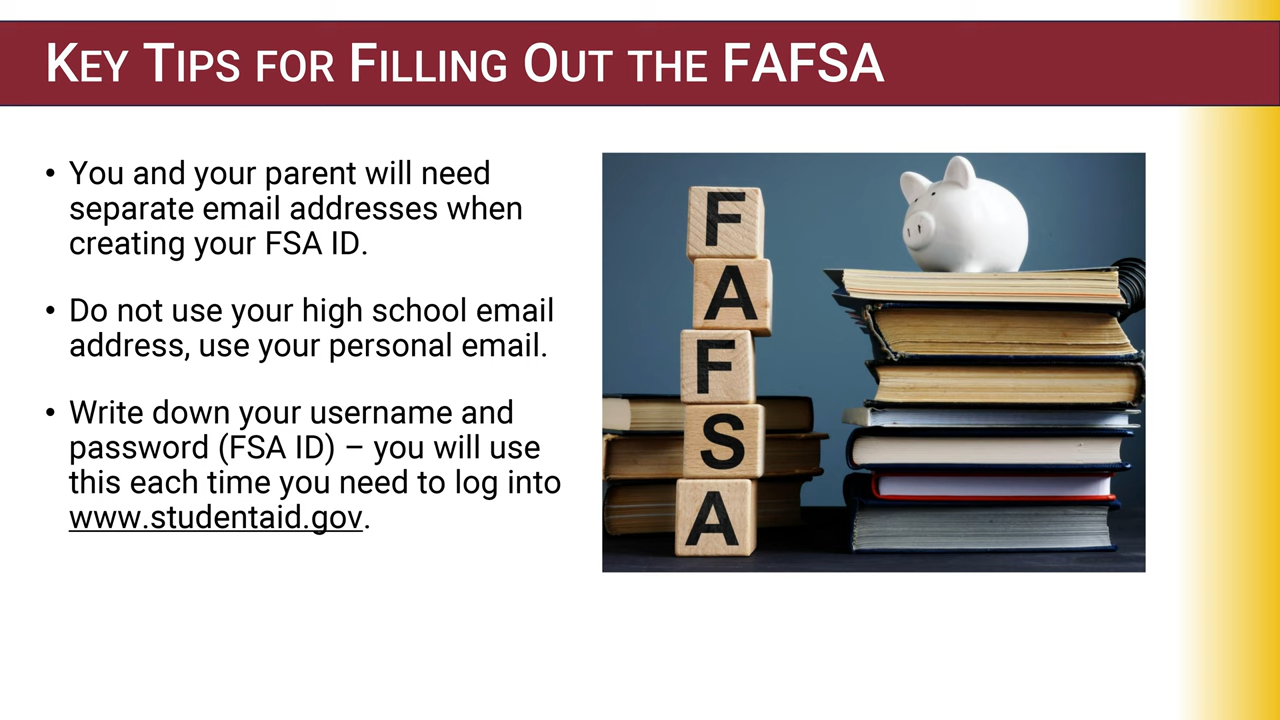 KEY TIPS FOR FILLING OUT THE FAFSA
• You and your parent will need
separate email addresses when
creating your FSA ID.
• Do not use your high school email
address, use your personal email.
• Write down your username and
password (FSA ID) – you will use
this each time you need to log into
www.studentaid.gov.
F
A
F
S
A